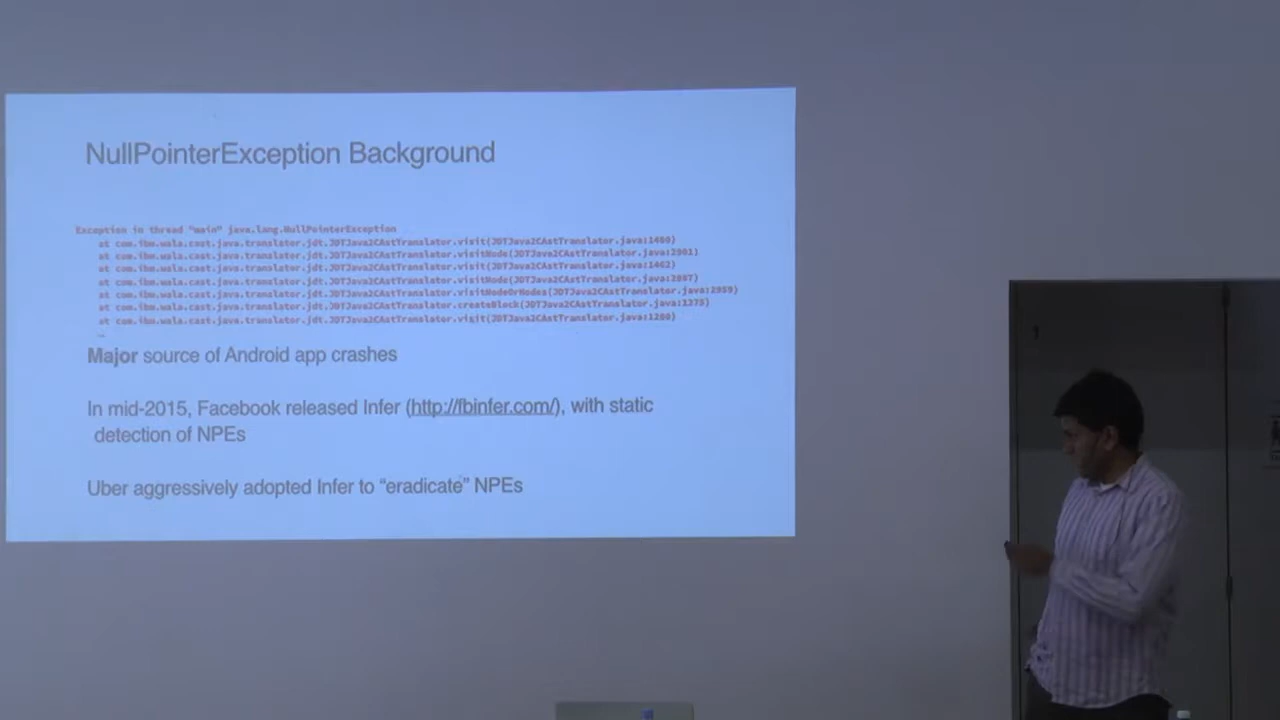 NullPointerException Background
Exception in thread "main" java.lang.NullPointerException
at com.ibm.wala.cast.java.translator.jdt.JDTJava2CAstTranslator.visit(JDTJava2CAstTranslator.java:1480)
at com.ibm.wala.cast.java.translator.jdt.JDTJava2CAstTranslator.visitNode(JDTJava2CAstTranslator.java:2901)
at com.ibm.wala.cast.java.translator.jdt.JDTJava2CAstTranslator.visit(JDTJava2CAstTranslator.java:1462)
at com.ibm.wala.cast.java.translator.jdt.JDTJava2CAstTranslator.visitNode(JDTJava2CAstTranslator.java:2887)
at com.ibm.wala.cast.java.translator.jdt.JDTJava2CAstTranslator.visitNodeOrNodes(JDTJava2CAstTranslator.java:2959)
at com.ibm.wala.cast.java.translator.jdt.JDTJava2CAstTranslator.createBlock(JDTJava2CAstTranslator.java:1275)
at com.ibm.wala.cast.java.translator.jdt.JDTJava2CAstTranslator.visit(JDTJava2CAstTranslator.java:1280)
…
Major source of Android app crashes
In mid-2015, Facebook released Infer (http://fbinfer.com/), with static
detection of NPEs
Uber aggressively adopted Infer to “eradicate” NPEs